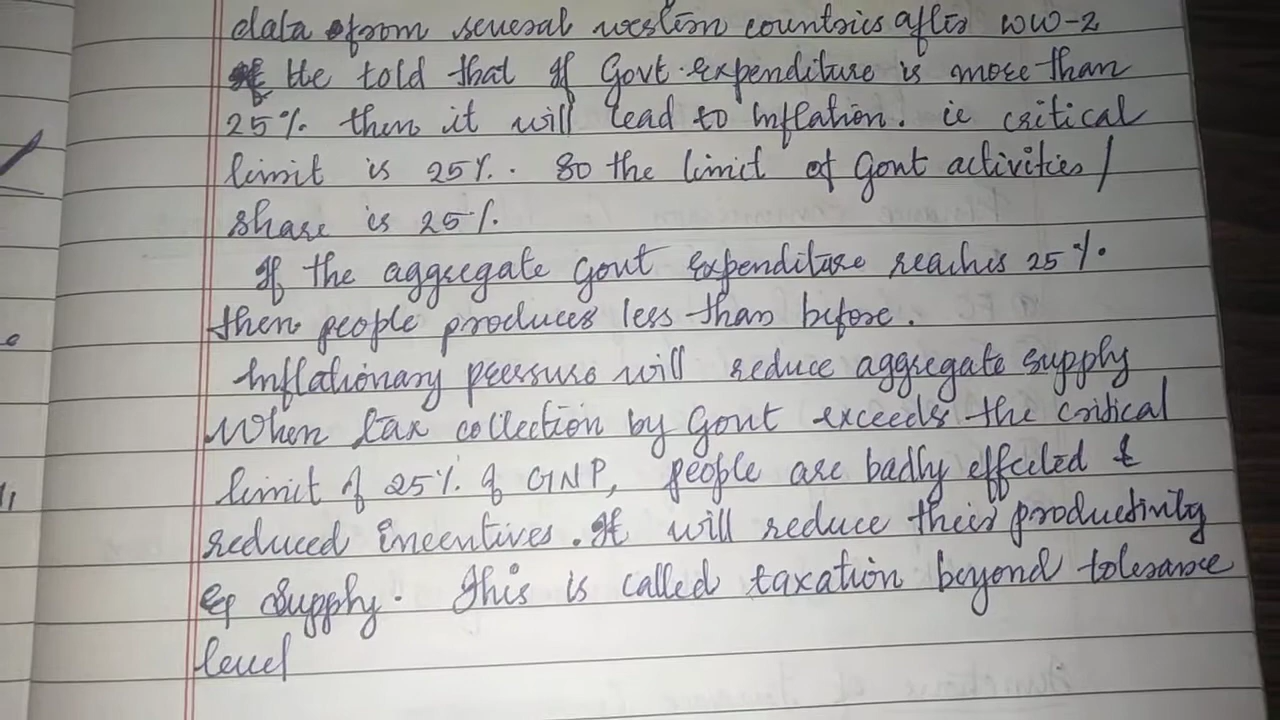 data from several western countries after WW-2
He told that If Govt. expenditure is more than
25% then it will lead to Inflation. ie critical
limit is 25%. So the limit of Govt activities/
share is 25%.
If the aggregate Govt expenditure reaches 25%.
then people produces less than before.
Inflationary pressure will reduce aggregate supply
When tax collection by Govt exceeds the critical
limit of 25% of GNP, people are badly effected &
reduced incentives. It will reduce their productivity
& supply. This is called taxation beyond tolerance
level